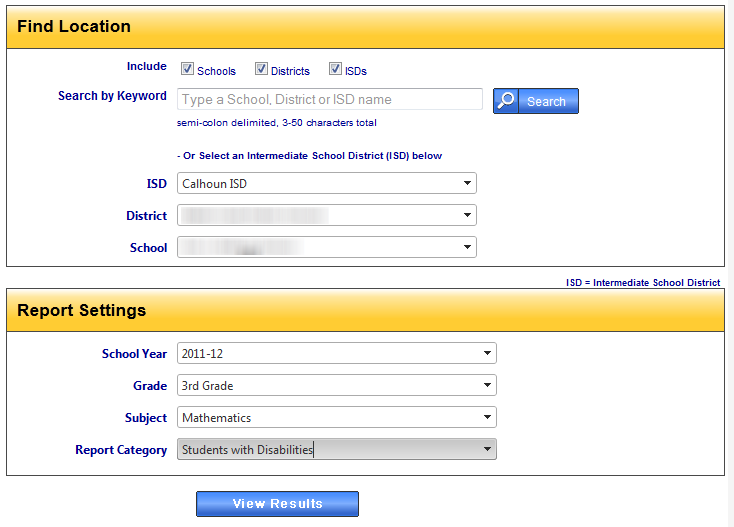 Find Location
Include Schools Districts ISDs
Search by Keyword Type a School, District or ISD name Search
semi-colon delimited, 3-50 characters total
- Or Select an Intermediate School District (ISD) below
ISD Calhoun ISD
District
School
ISD = Intermediate School District
Report Settings
School Year 2011-12
Grade 3rd Grade
Subject Mathematics
Report Category Students with Disabilities
View Results